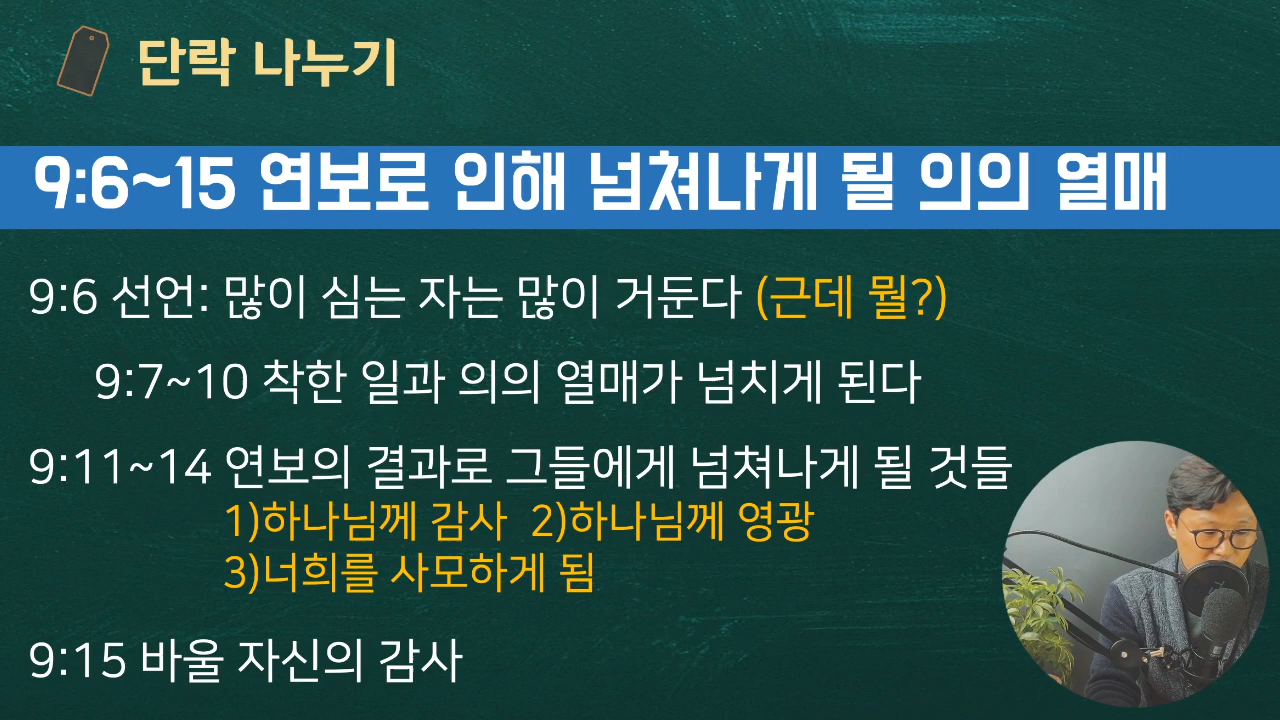 단락 나누기
9:6~15 연보로 인해 넘쳐나게 될 의의 열매
9:6 선언: 많이 심는 자는 많이 거둔다 (근데 뭘?)
9:7~10 착한 일과 의의 열매가 넘치게 된다
9:11~14 연보의 결과로 그들에게 넘쳐나게 될 것들
1)하나님께 감사 2)하나님께 영광
3)너희를 사모하게 됨
9:15 바울 자신의 감사